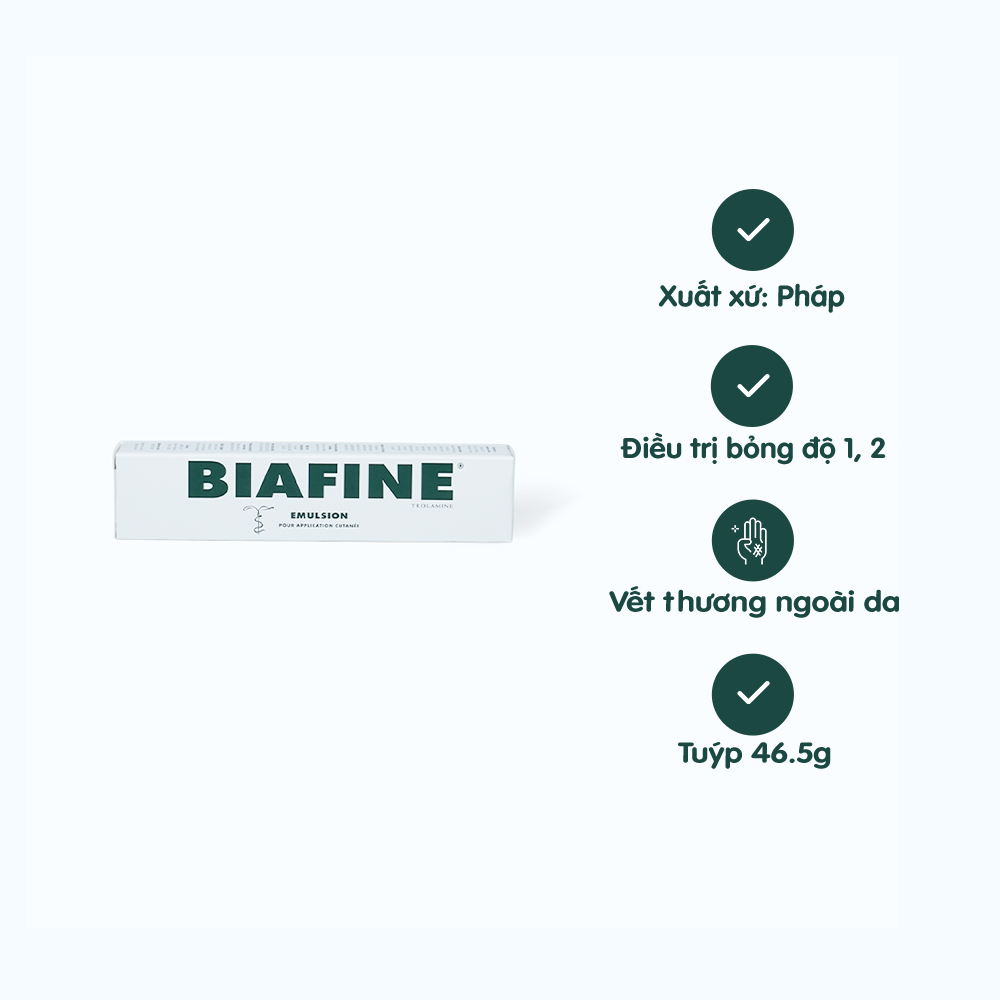 BIAFINE®
TROLAMINE
EMULSION
POUR APPLICATION CUTANÉE
Xuất xứ: Pháp
Điều trị bỏng độ 1, 2
Vết thương ngoài da
Tuýp 46.5g